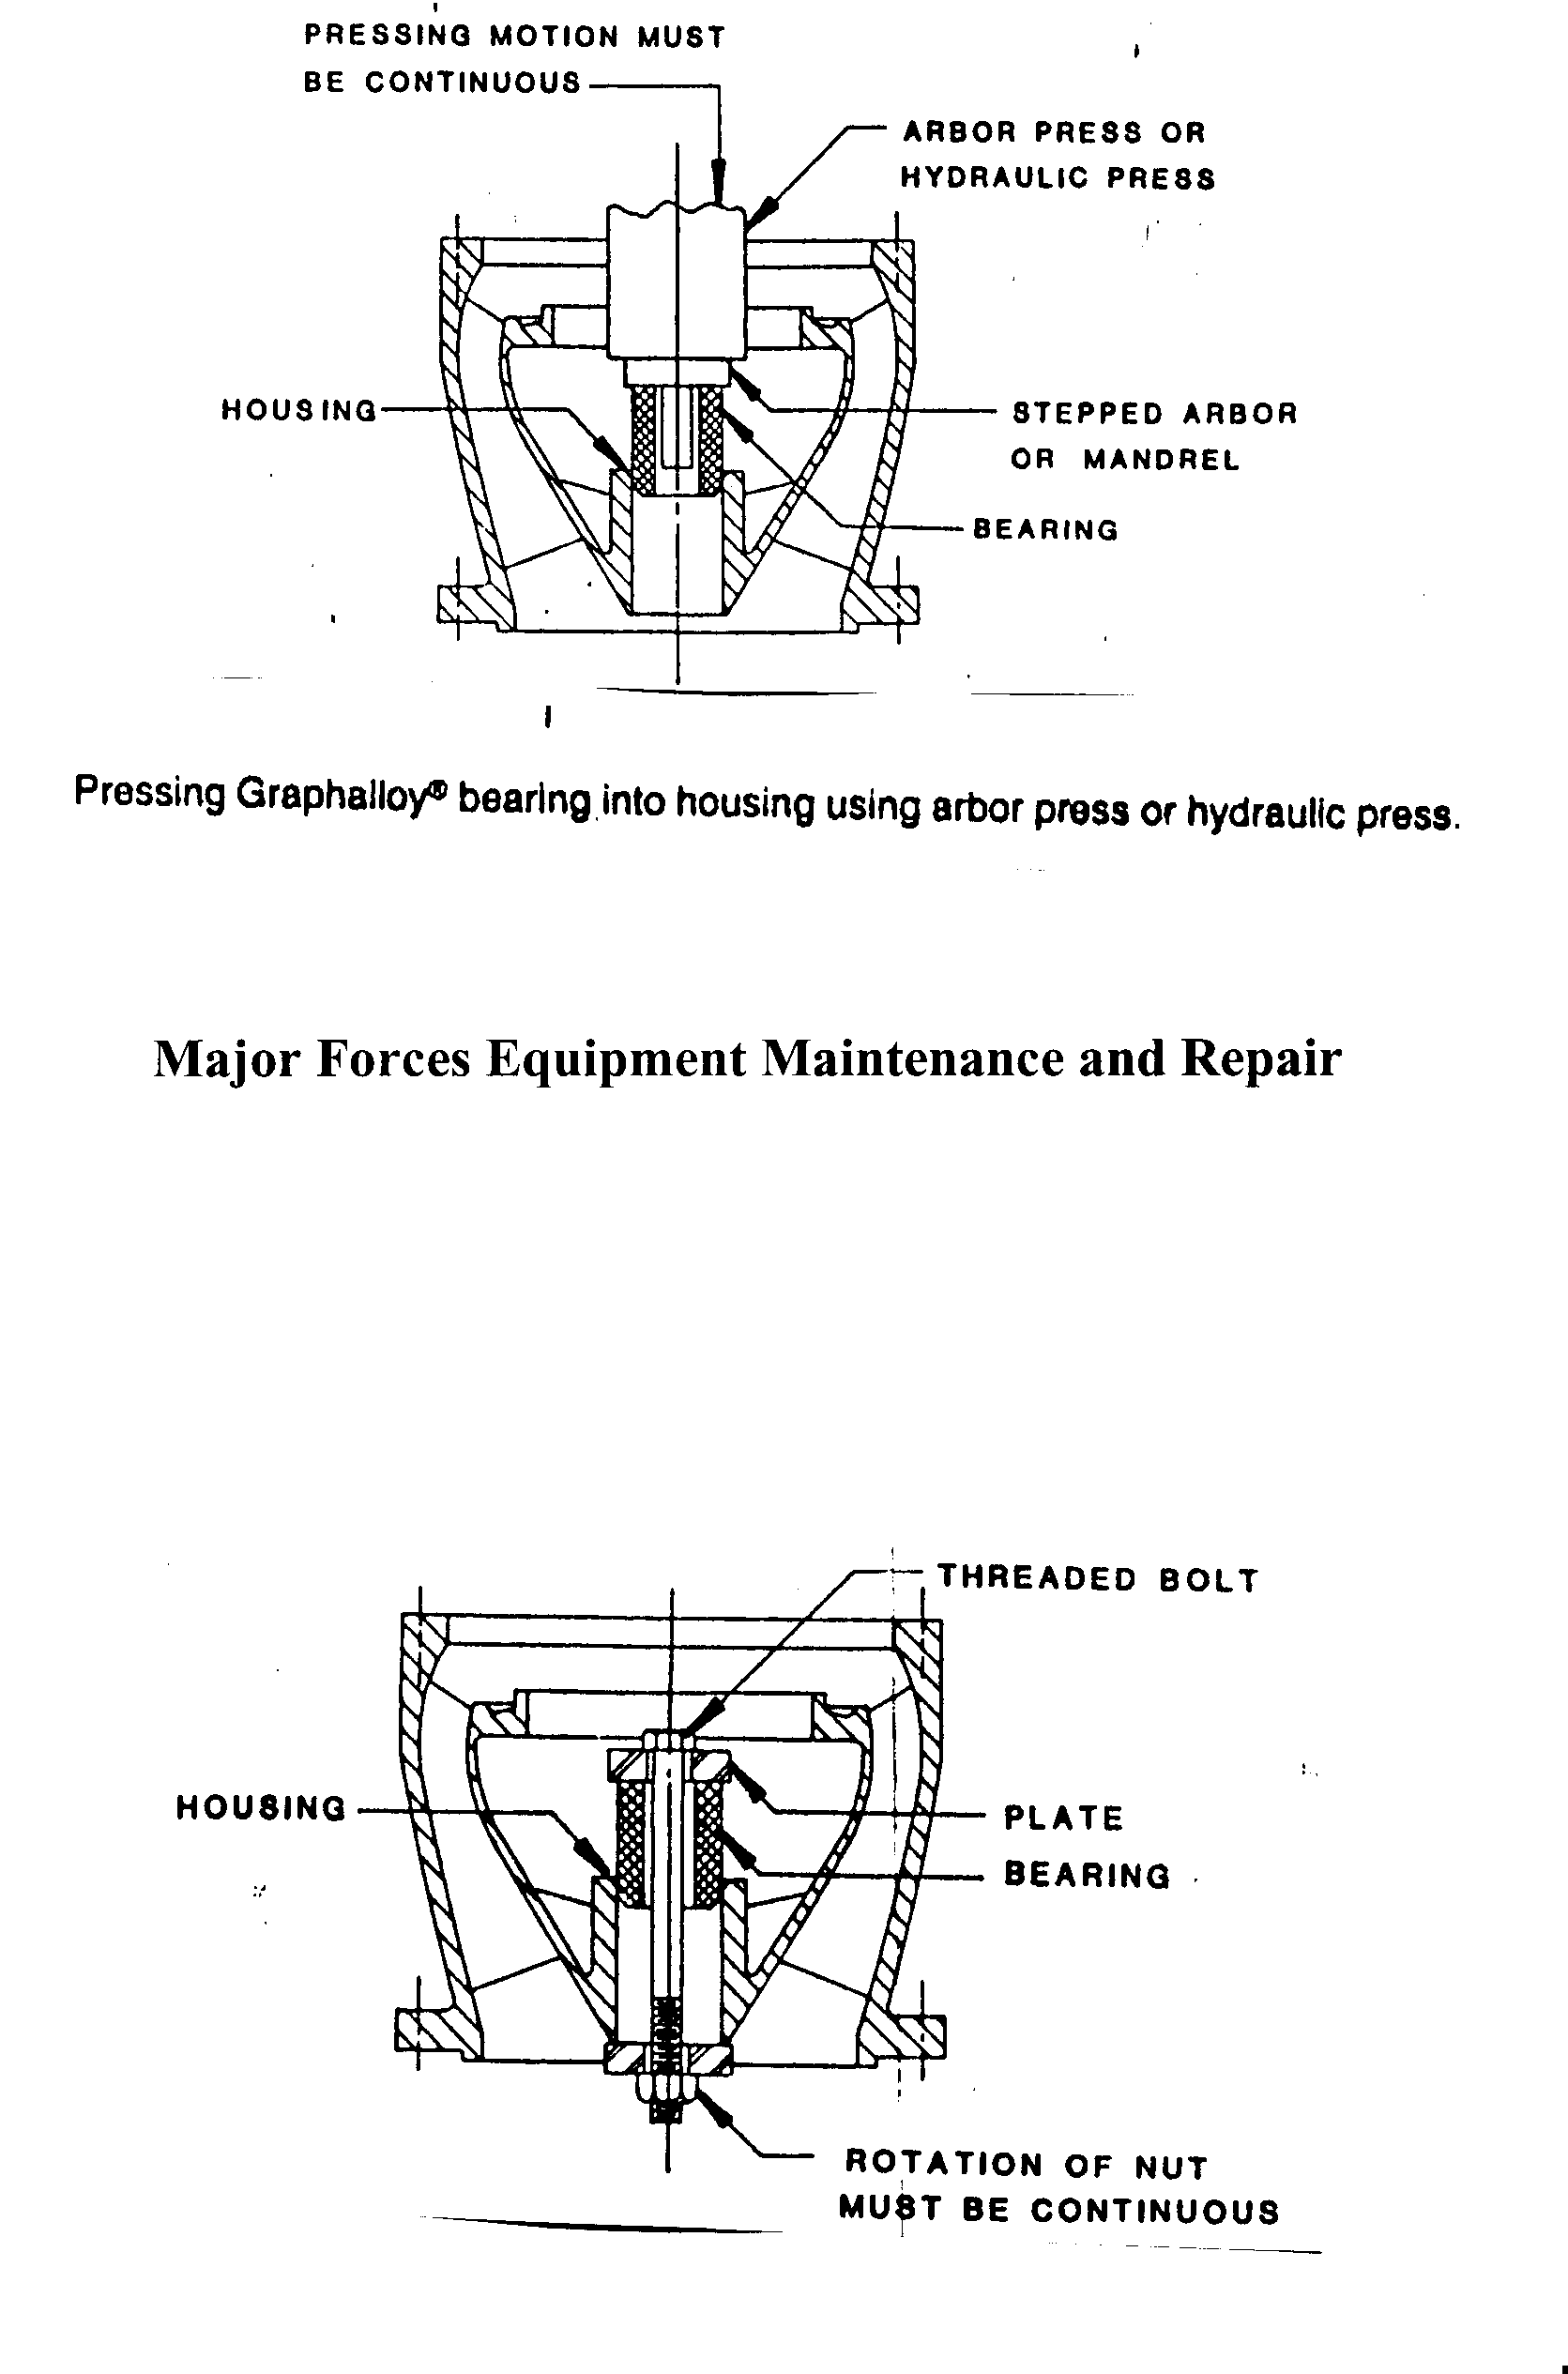 PRESSING MOTION MUST
BE CONTINUOUS
ARBOR PRESS OR
HYDRAULIC PRESS
HOUSING
STEPPED ARBOR
OR MANDREL
BEARING
Pressing Graphalloy® bearing into housing using arbor press or hydraulic press.
Major Forces Equipment Maintenance and Repair
THREADED BOLT
HOUSING
PLATE
BEARING
ROTATION OF NUT
MUST BE CONTINUOUS